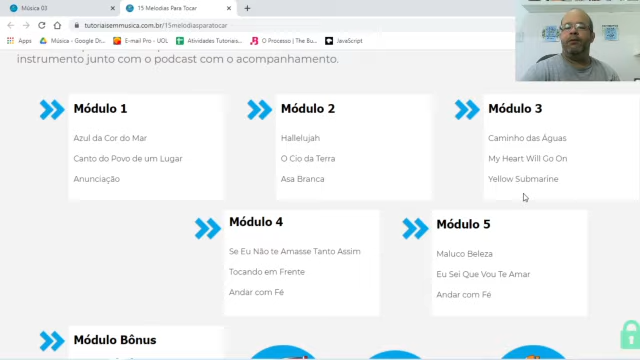 Música 03
15 Melodias Para Tocar
tutoriaisemmusica.com.br/15melodiasparatocar
Apps
Música - Google Dr...
E-mail Pro - UOL
Atividades Tutoriais...
O Processo | The Bu...
JavaScript
instrumento junto com o podcast com o acompanhamento.
Módulo 1
Azul da Cor do Mar
Canto do Povo de um Lugar
Anunciação
Módulo 2
Hallelujah
O Cio da Terra
Asa Branca
Módulo 3
Caminho das Águas
My Heart Will Go On
Yellow Submarine
Módulo 4
Se Eu Não te Amasse Tanto Assim
Tocando em Frente
Andar com Fé
Módulo 5
Maluco Beleza
Eu Sei Que Vou Te Amar
Andar com Fé
Módulo Bônus